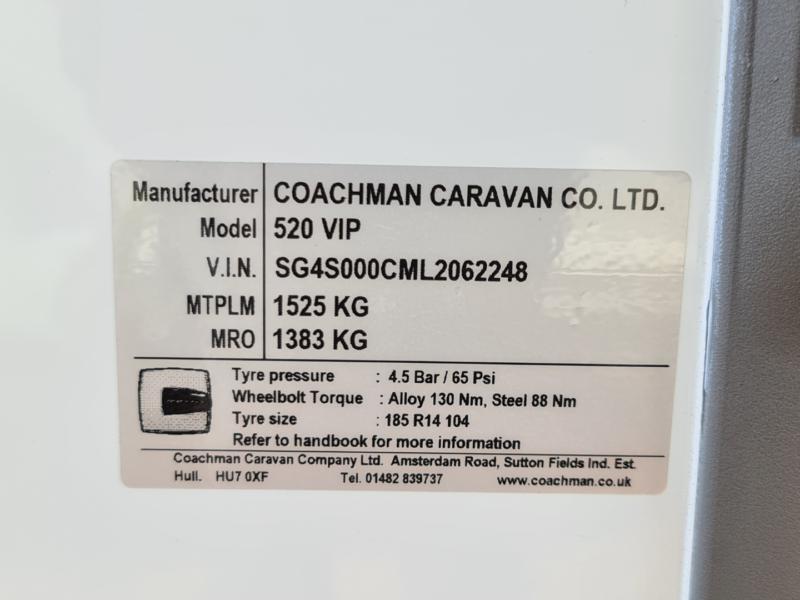 Manufacturer COACHMAN CARAVAN CO. LTD.
Model 520 VIP
V.I.N. SG4S000CML2062248
MTPLM 1525 KG
MRO 1383 KG
Tyre pressure : 4.5 Bar / 65 Psi
Wheelbolt Torque : Alloy 130 Nm, Steel 88 Nm
Tyre size : 185 R14 104
Refer to handbook for more information
Coachman Caravan Company Ltd. Amsterdam Road, Sutton Fields Ind. Est.
Hull. HU7 0XF Tel. 01482 839737 www.coachman.co.uk